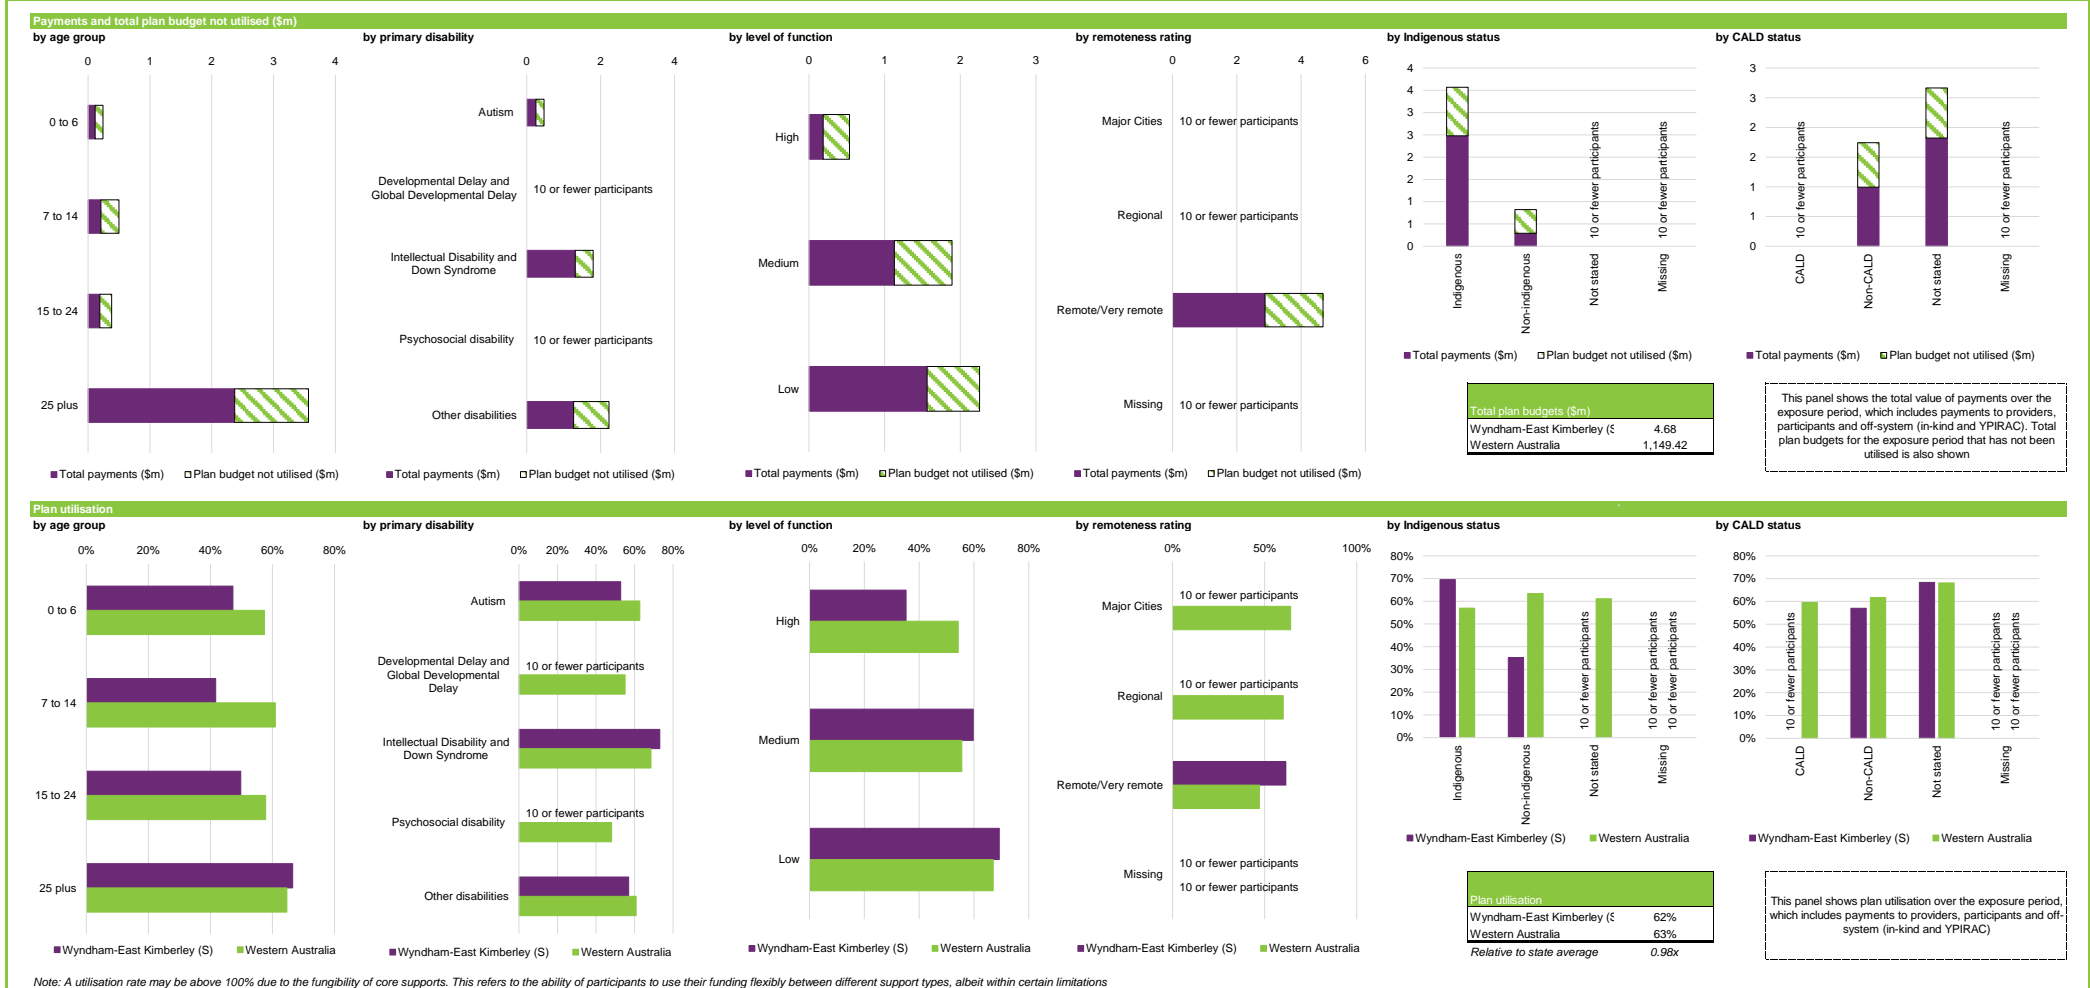 Payments and total plan budget not utilised ($m)
by age group
0 1 2 3 4
0 to 6
7 to 14
15 to 24
25 plus
Total payments ($m) Plan budget not utilised ($m)
by primary disability
0 2 4
Autism
Developmental Delay and
Global Developmental Delay
10 or fewer participants
Intellectual Disability and
Down Syndrome
Psychosocial disability
10 or fewer participants
Other disabilities
Total payments ($m) Plan budget not utilised ($m)
by level of function
0 1 2 3
High
Medium
Low
Total payments ($m) Plan budget not utilised ($m)
by remoteness rating
0 2 4 6
Major Cities 10 or fewer participants
Regional 10 or fewer participants
Remote/Very remote
Missing 10 or fewer participants
Total payments ($m) Plan budget not utilised ($m)
by Indigenous status
4
4
3
3
2
2
1
1
0
10 or fewer participants
10 or fewer participants
Indigenous
Non-indigenous
Not stated
Missing
Total payments ($m) Plan budget not utilised ($m)
by CALD status
3
3
2
2
1
1
0
10 or fewer participants
10 or fewer participants
CALD
Non-CALD
Not stated
Missing
Total payments ($m) Plan budget not utilised ($m)
Total plan budgets ($m)
Wyndham-East Kimberley (S 4.68
Western Australia 1,149.42
This panel shows the total value of payments over the
exposure period, which includes payments to providers,
participants and off-system (in-kind and YPIRAC). Total
plan budgets for the exposure period that has not been
utilised is also shown
Plan utilisation
by age group
0% 20% 40% 60% 80%
0 to 6
7 to 14
15 to 24
25 plus
Wyndham-East Kimberley (S) Western Australia
by primary disability
0% 20% 40% 60% 80%
Autism
Developmental Delay and
Global Developmental
Delay
10 or fewer participants
Intellectual Disability and
Down Syndrome
Psychosocial disability
10 or fewer participants
Other disabilities
Wyndham-East Kimberley (S) Western Australia
by level of function
0% 20% 40% 60% 80%
High
Medium
Low
Wyndham-East Kimberley (S) Western Australia
by remoteness rating
0% 50% 100%
10 or fewer participants
Major Cities
10 or fewer participants
Regional
Remote/Very remote
10 or fewer participants
Missing
10 or fewer participants
Wyndham-East Kimberley (S) Western Australia
by Indigenous status
80%
70%
60%
50%
40%
30%
20%
10%
0%
10 or fewer participants
10 or fewer participants
10 or fewer participants
Indigenous
Non-indigenous
Not stated
Missing
Wyndham-East Kimberley (S) Western Australia
by CALD status
80%
70%
60%
50%
40%
30%
20%
10%
0%
10 or fewer participants
10 or fewer participants
10 or fewer participants
CALD
Non-CALD
Not stated
Missing
Wyndham-East Kimberley (S) Western Australia
Plan utilisation
Wyndham-East Kimberley (S 62%
Western Australia 63%
Relative to state average 0.98x
This panel shows plan utilisation over the exposure period,
which includes payments to providers, participants and off-
system (in-kind and YPIRAC)
Note: A utilisation rate may be above 100% due to the fungibility of core supports. This refers to the ability of participants to use their funding flexibly between different support types, albeit within certain limitations